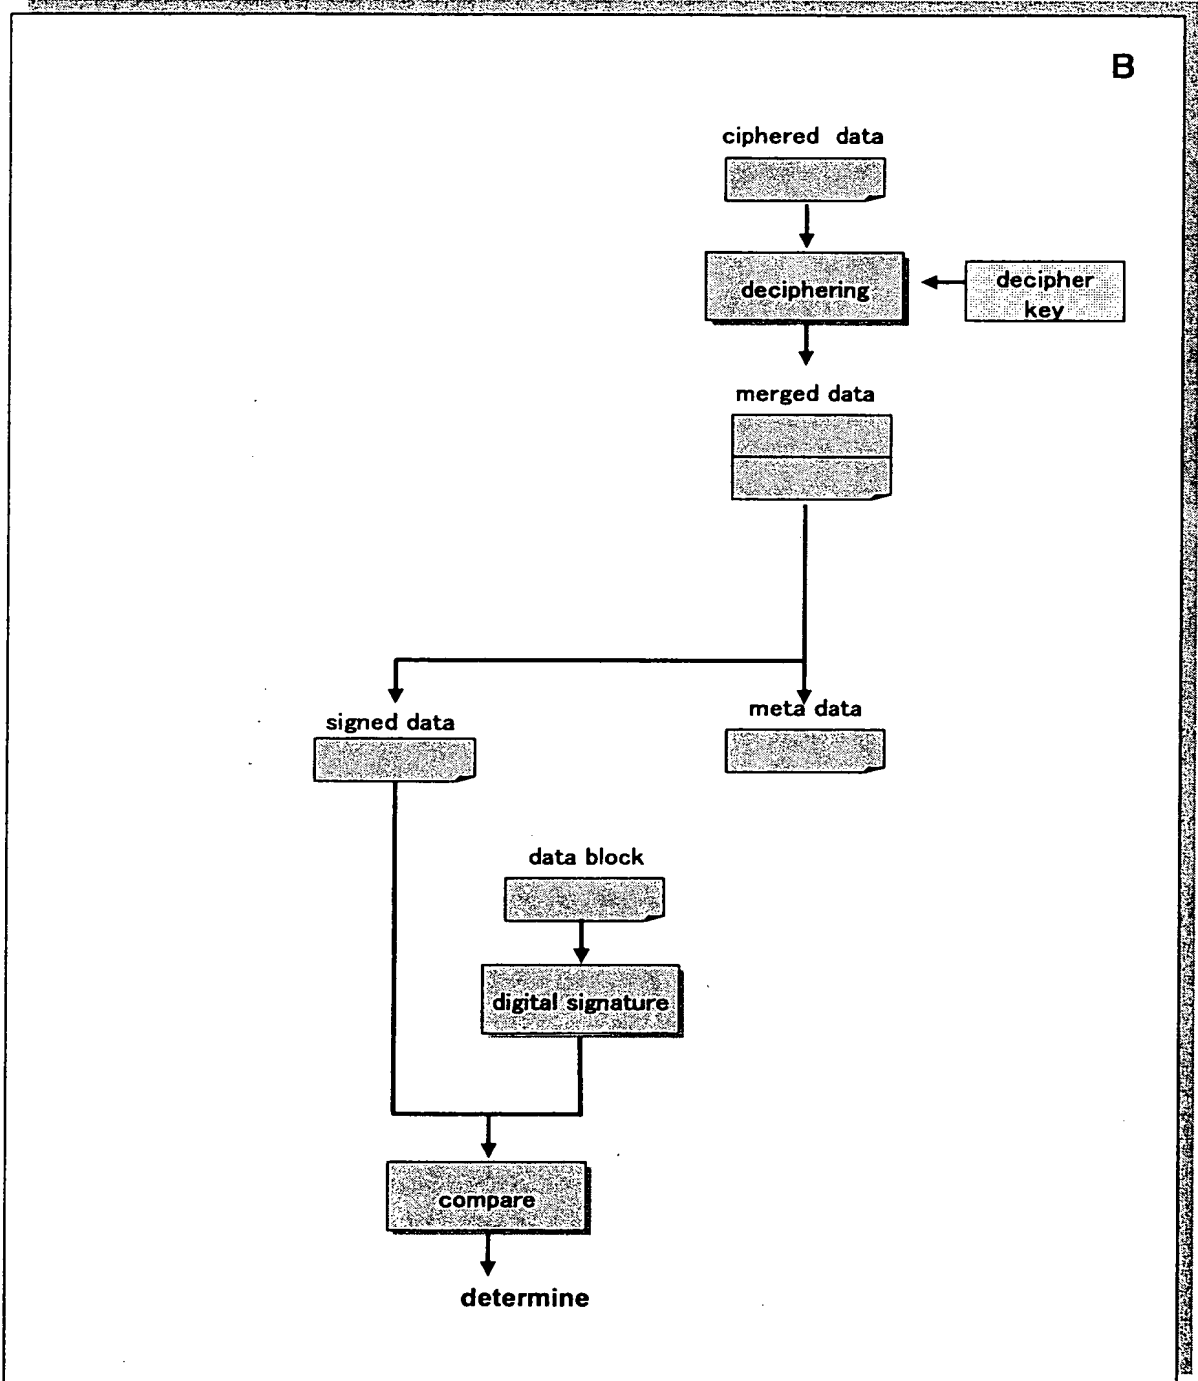 B
ciphered data
deciphering
decipher
key
merged data
signed data
meta data
data block
digital signature
compare
determine